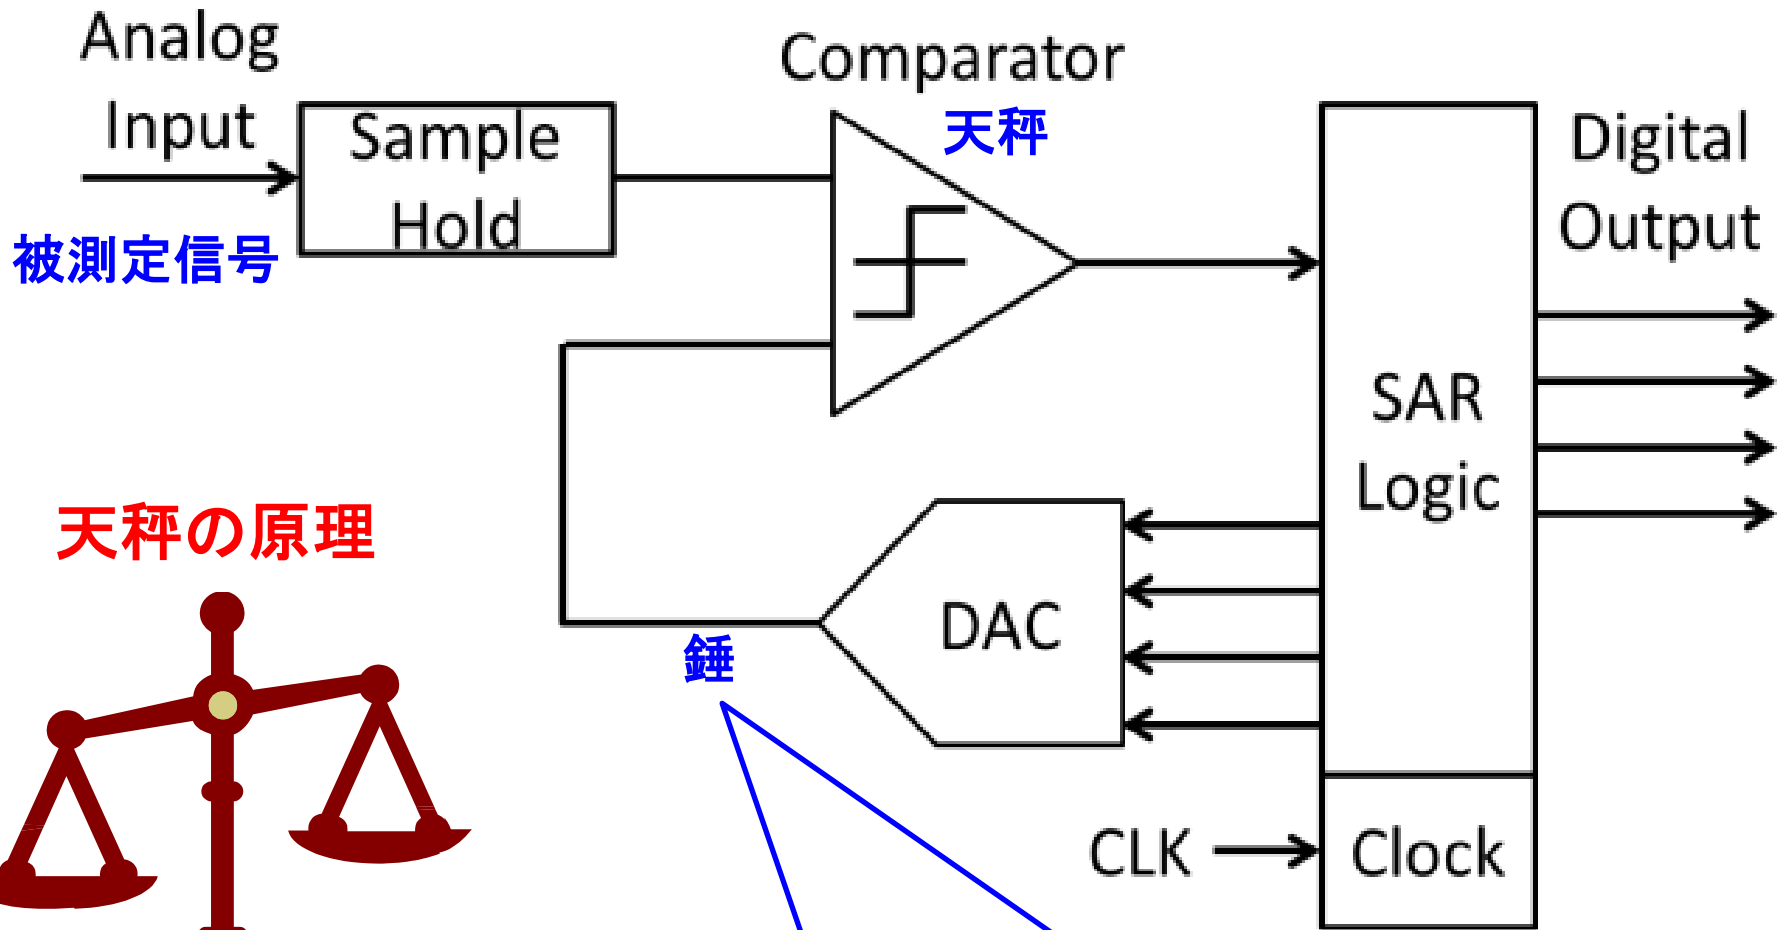 Analog
Input
被測定信号
Sample
Hold
Comparator
天秤
Digital
Output
SAR
Logic
天秤の原理
DAC
錘
CLK
Clock